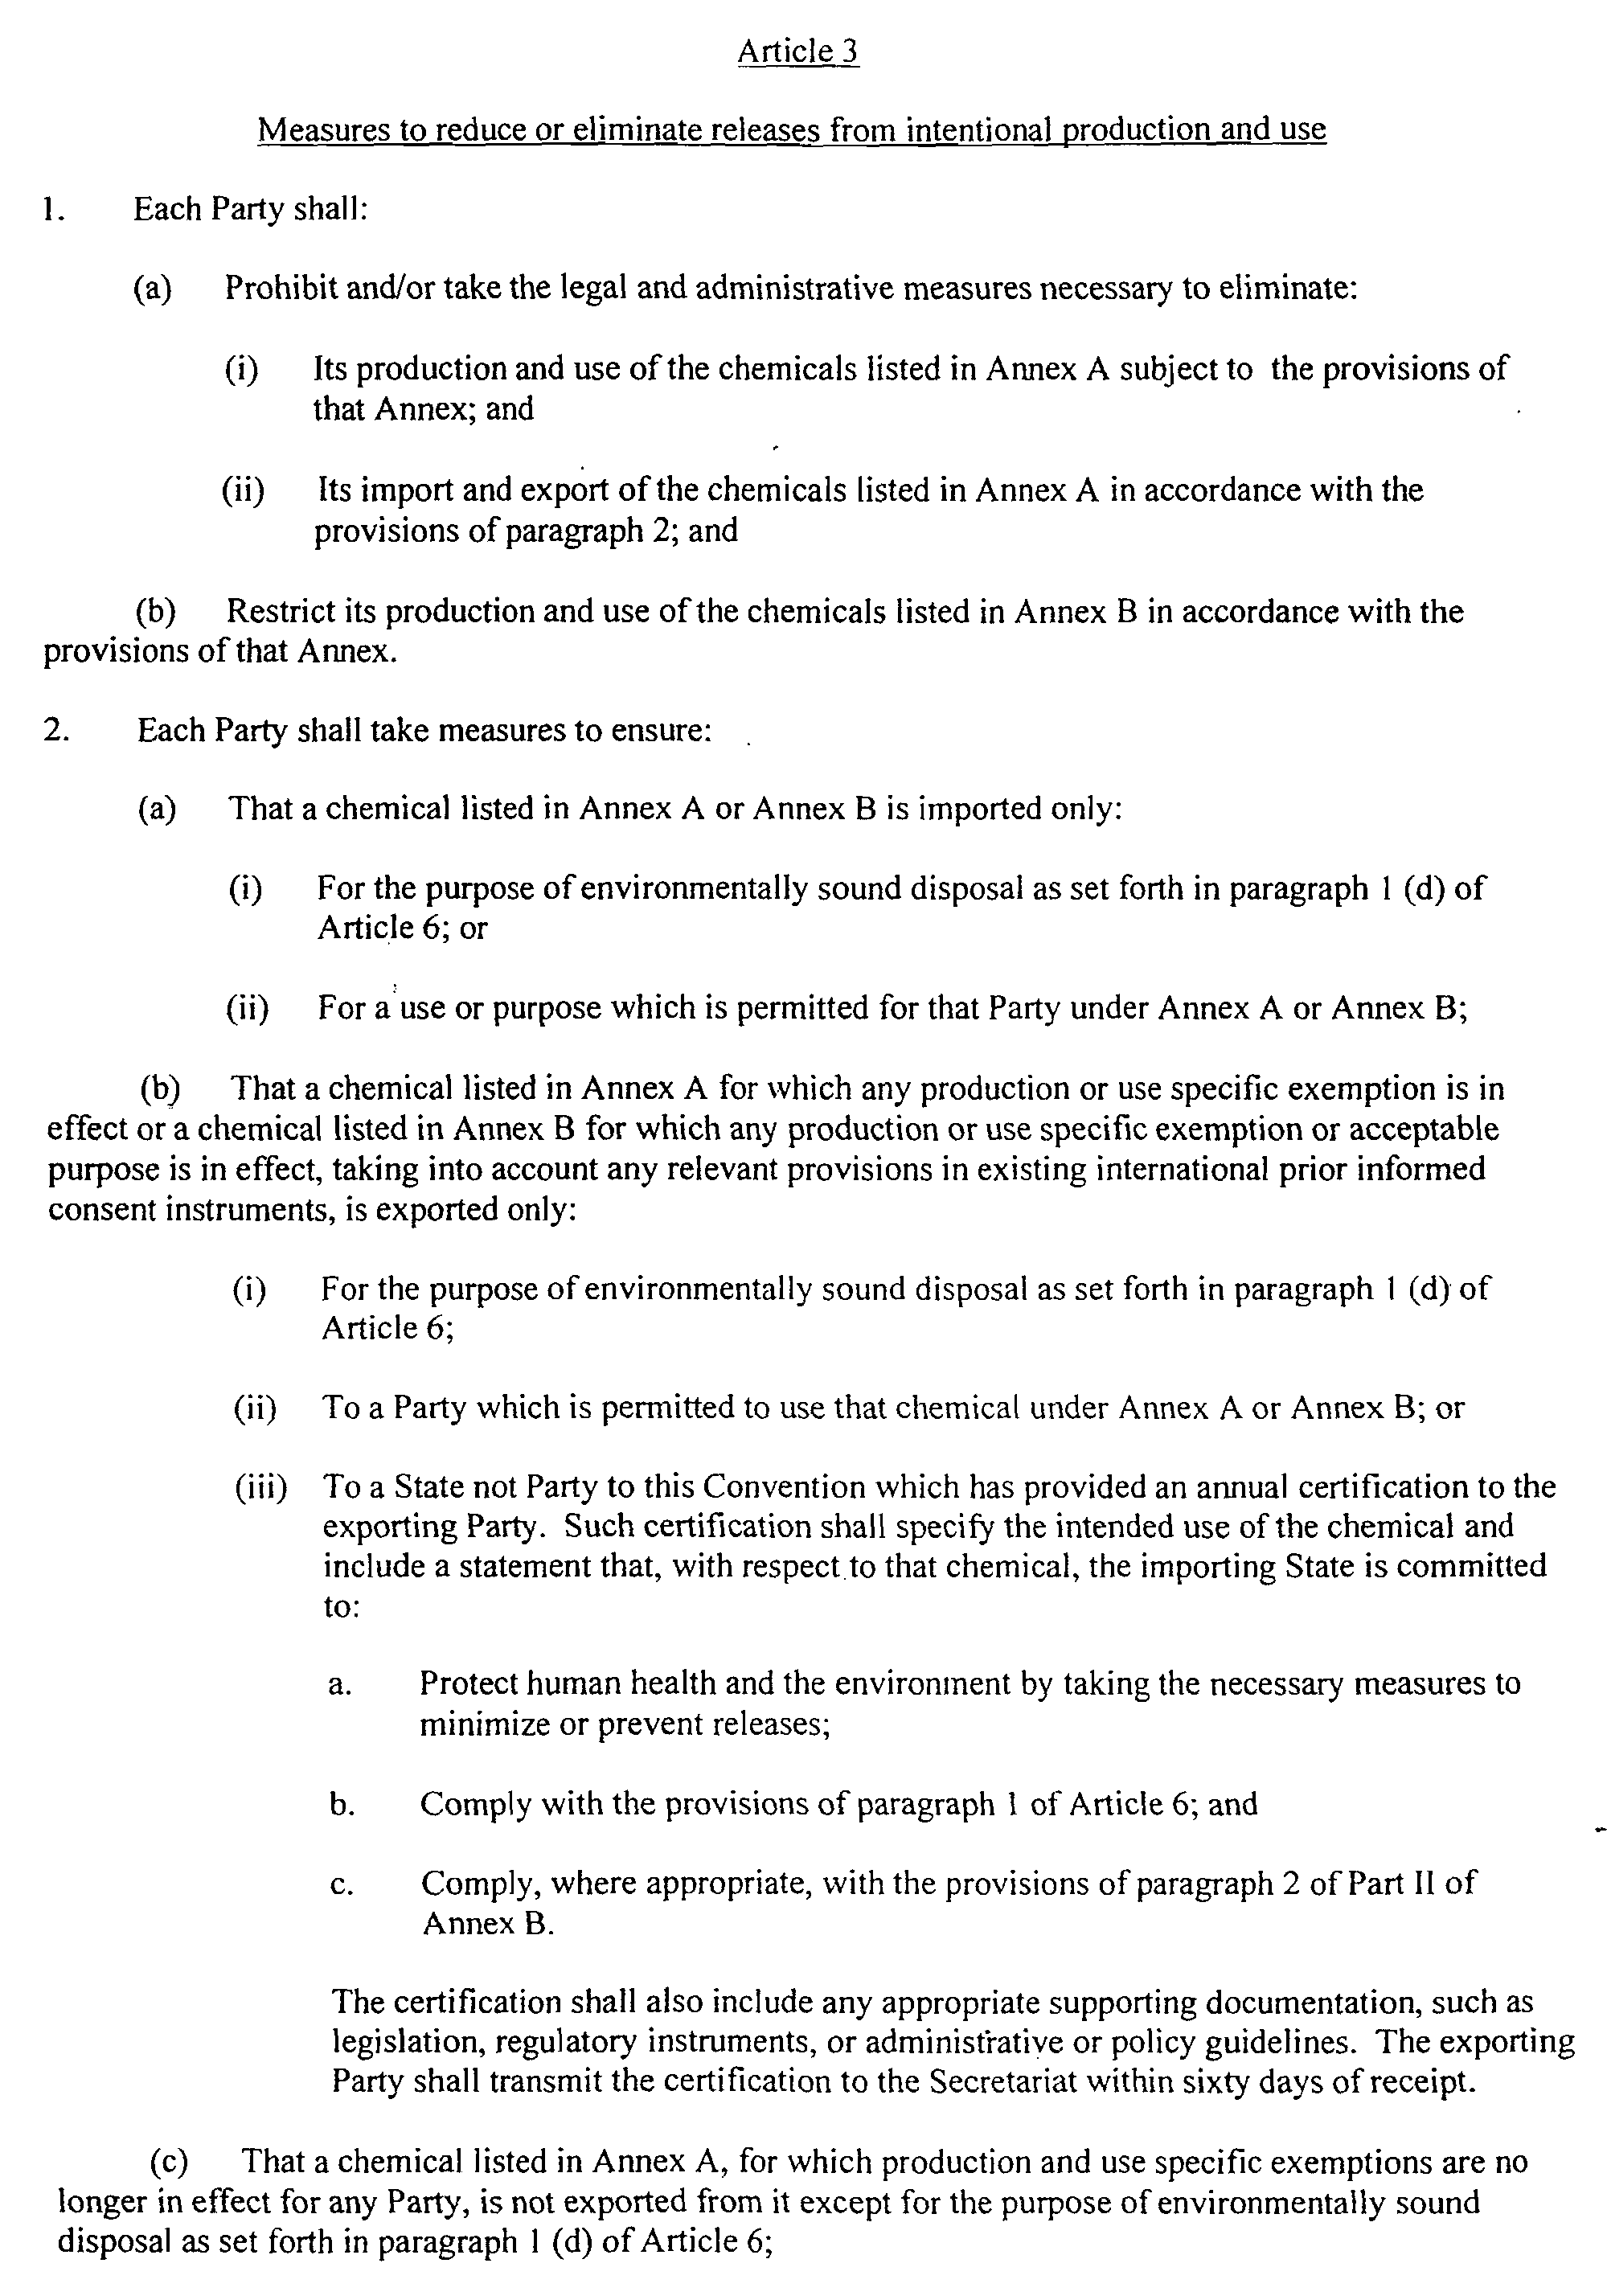 Article 3
Measures to reduce or eliminate releases from intentional production and use
1. Each Party shall:
(a) Prohibit and/or take the legal and administrative measures necessary to eliminate:
(i) Its production and use of the chemicals listed in Annex A subject to the provisions of
that Annex; and
(ii) Its import and export of the chemicals listed in Annex A in accordance with the
provisions of paragraph 2; and
(b) Restrict its production and use of the chemicals listed in Annex B in accordance with the
provisions of that Annex.
2. Each Party shall take measures to ensure:
(a) That a chemical listed in Annex A or Annex B is imported only:
(i) For the purpose of environmentally sound disposal as set forth in paragraph 1 (d) of
Article 6; or
(ii) For a use or purpose which is permitted for that Party under Annex A or Annex B;
(b) That a chemical listed in Annex A for which any production or use specific exemption is in
effect or a chemical listed in Annex B for which any production or use specific exemption or acceptable
purpose is in effect, taking into account any relevant provisions in existing international prior informed
consent instruments, is exported only:
(i) For the purpose of environmentally sound disposal as set forth in paragraph 1 (d) of
Article 6;
(ii) To a Party which is permitted to use that chemical under Annex A or Annex B; or
(iii) To a State not Party to this Convention which has provided an annual certification to the
exporting Party. Such certification shall specify the intended use of the chemical and
include a statement that, with respect to that chemical, the importing State is committed
to:
a. Protect human health and the environment by taking the necessary measures to
minimize or prevent releases;
b. Comply with the provisions of paragraph 1 of Article 6; and
c. Comply, where appropriate, with the provisions of paragraph 2 of Part II of
Annex B.
The certification shall also include any appropriate supporting documentation, such as
legislation, regulatory instruments, or administrative or policy guidelines. The exporting
Party shall transmit the certification to the Secretariat within sixty days of receipt.
(c) That a chemical listed in Annex A, for which production and use specific exemptions are no
longer in effect for any Party, is not exported from it except for the purpose of environmentally sound
disposal as set forth in paragraph 1 (d) of Article 6;